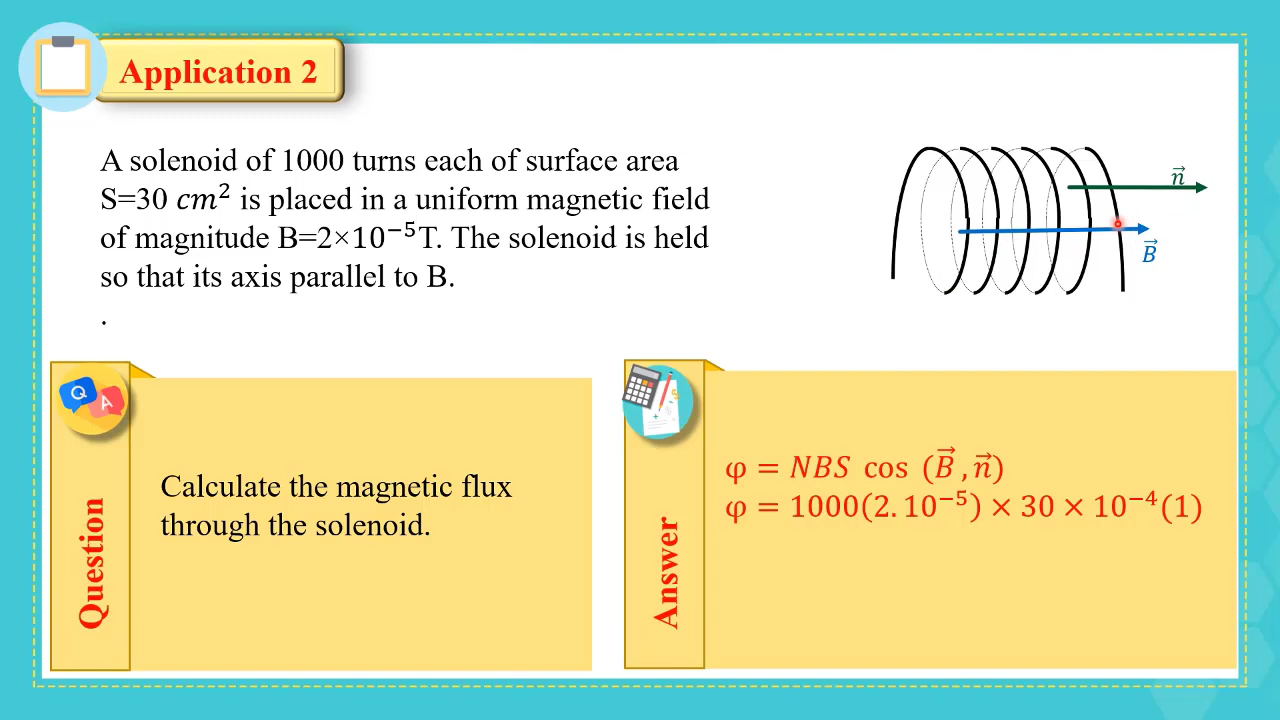 Application 2
A solenoid of 1000 turns each of surface area
S=30 cm² is placed in a uniform magnetic field
of magnitude B=2×10⁻⁵T. The solenoid is held
so that its axis parallel to B.
.
n⃗
B⃗
Q
A
Question
Calculate the magnetic flux
through the solenoid.
Answer
φ = NBS cos (B⃗ , n⃗)
φ = 1000(2. 10⁻⁵) × 30 × 10⁻⁴(1)